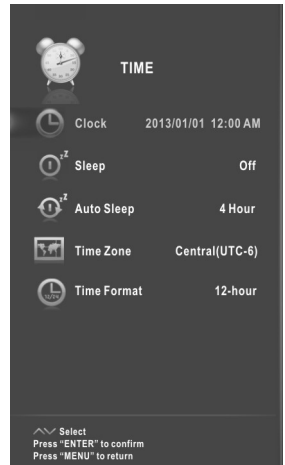 TIME
Clock 2013/01/01 12:00 AM
Sleep Off
Auto Sleep 4 Hour
Time Zone Central(UTC-6)
Time Format 12-hour
Select
Press “ENTER” to confirm
Press “MENU” to return